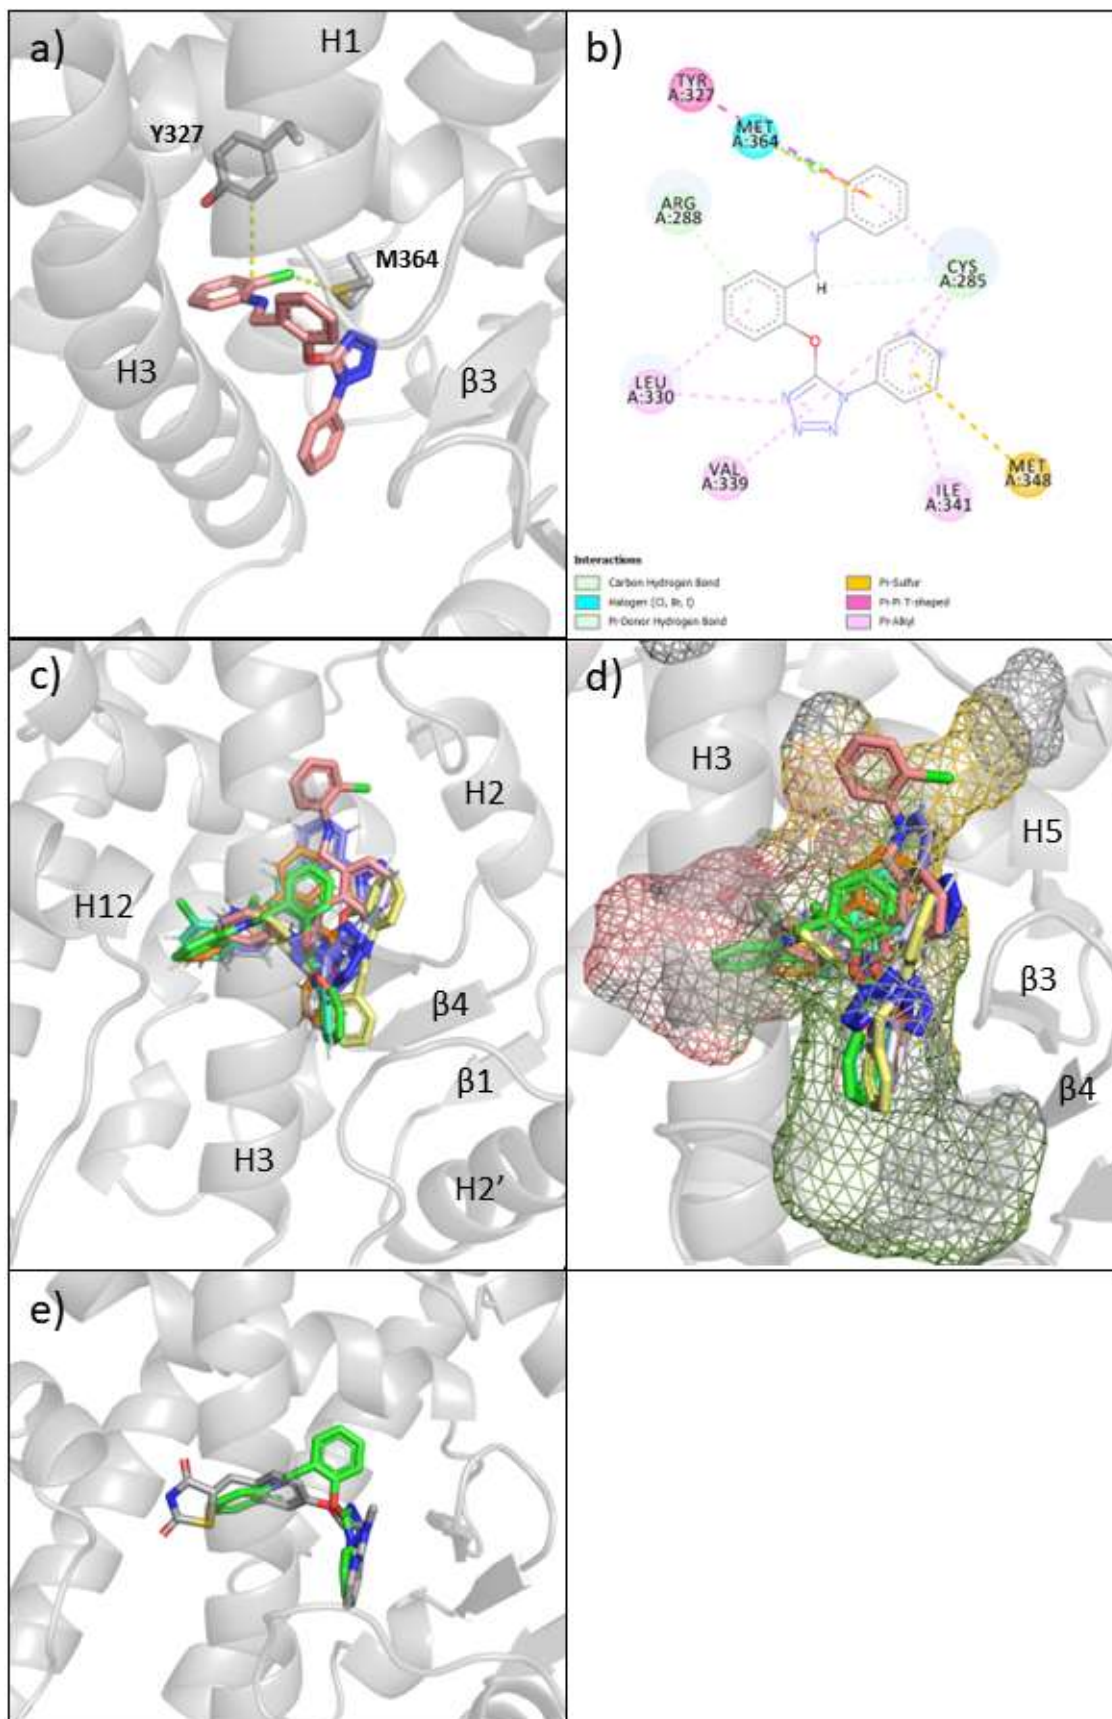 a)
H1
Y327
M364
H3
β3
b)
TYR
A:327
MET
A:364
ARG
A:288
N
H
CYS
A:285
O
LEU
A:330
N
N
N
N
VAL
A:339
ILE
A:341
MET
A:348
Interactions
Carbon Hydrogen Bond
Halogen (Cl, Br, I)
Pi-Donor Hydrogen Bond
Pi-Sulfur
Pi-Pi T-shaped
Pi-Alkyl
c)
H2
H12
β4
β1
H3
H2’
d)
H3
H5
β3
β4
e)